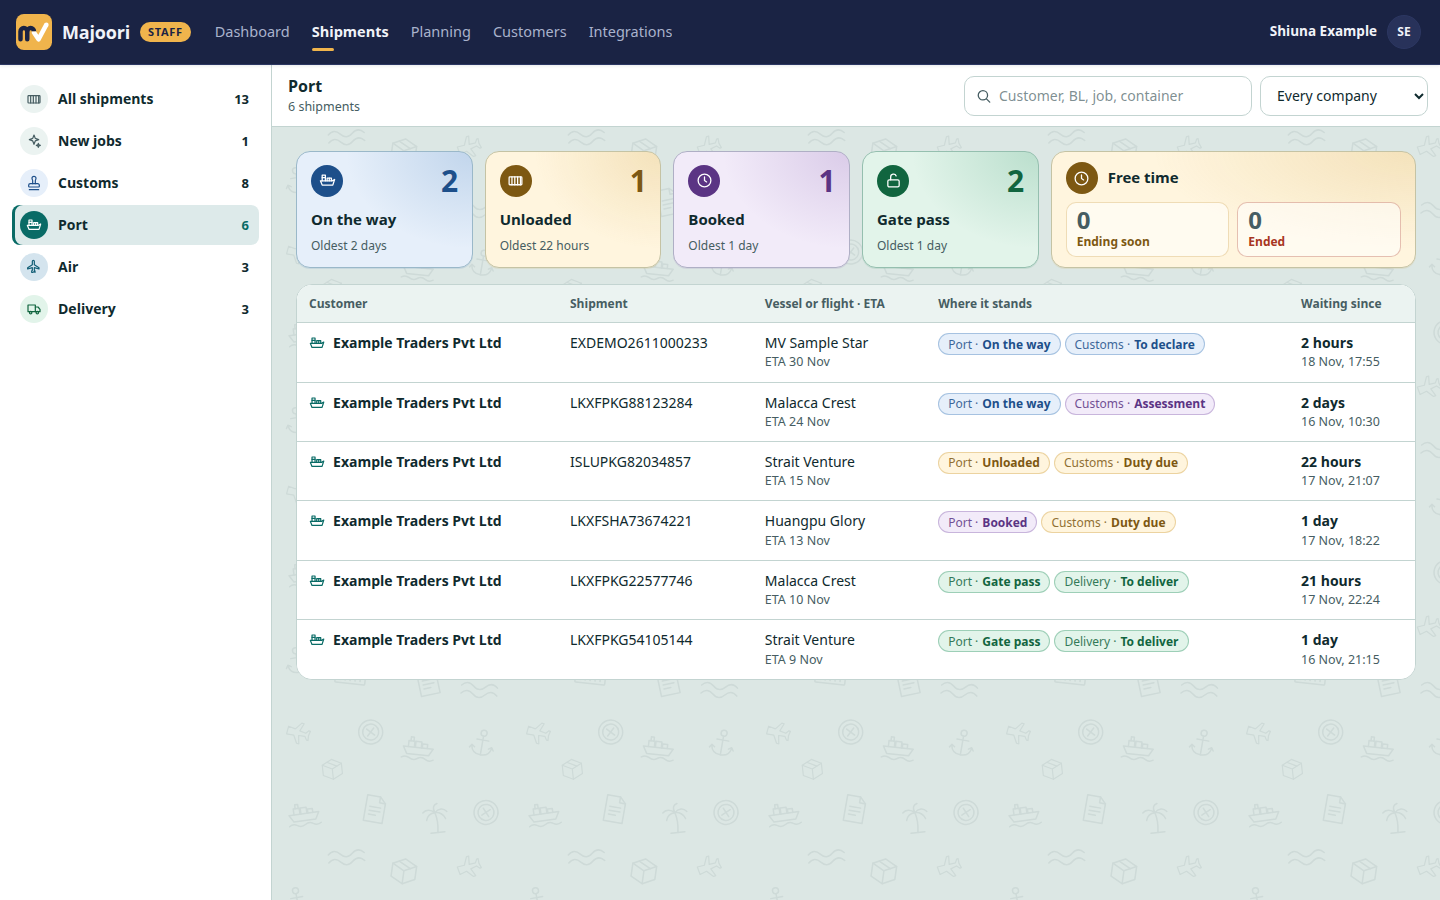 Majoori STAFF Dashboard Shipments Planning Customers Integrations Shiuna Example SE
All shipments 13
New jobs 1
Customs 8
Port 6
Air 3
Delivery 3
Port
6 shipments
Customer, BL, job, container
Every company
2
On the way
Oldest 2 days
1
Unloaded
Oldest 22 hours
1
Booked
Oldest 1 day
2
Gate pass
Oldest 1 day
Free time
0
Ending soon
0
Ended
Customer Shipment Vessel or flight · ETA Where it stands Waiting since
Example Traders Pvt Ltd EXDEMO2611000233 MV Sample Star Port · On the way Customs · To declare 2 hours
ETA 30 Nov 18 Nov, 17:55
Example Traders Pvt Ltd LKXFPKG88123284 Malacca Crest Port · On the way Customs · Assessment 2 days
ETA 24 Nov 16 Nov, 10:30
Example Traders Pvt Ltd ISLUPKG82034857 Strait Venture Port · Unloaded Customs · Duty due 22 hours
ETA 15 Nov 17 Nov, 21:07
Example Traders Pvt Ltd LKXFSHA73674221 Huangpu Glory Port · Booked Customs · Duty due 1 day
ETA 13 Nov 17 Nov, 18:22
Example Traders Pvt Ltd LKXFPKG22577746 Malacca Crest Port · Gate pass Delivery · To deliver 21 hours
ETA 10 Nov 17 Nov, 22:24
Example Traders Pvt Ltd LKXFPKG54105144 Strait Venture Port · Gate pass Delivery · To deliver 1 day
ETA 9 Nov 16 Nov, 21:15